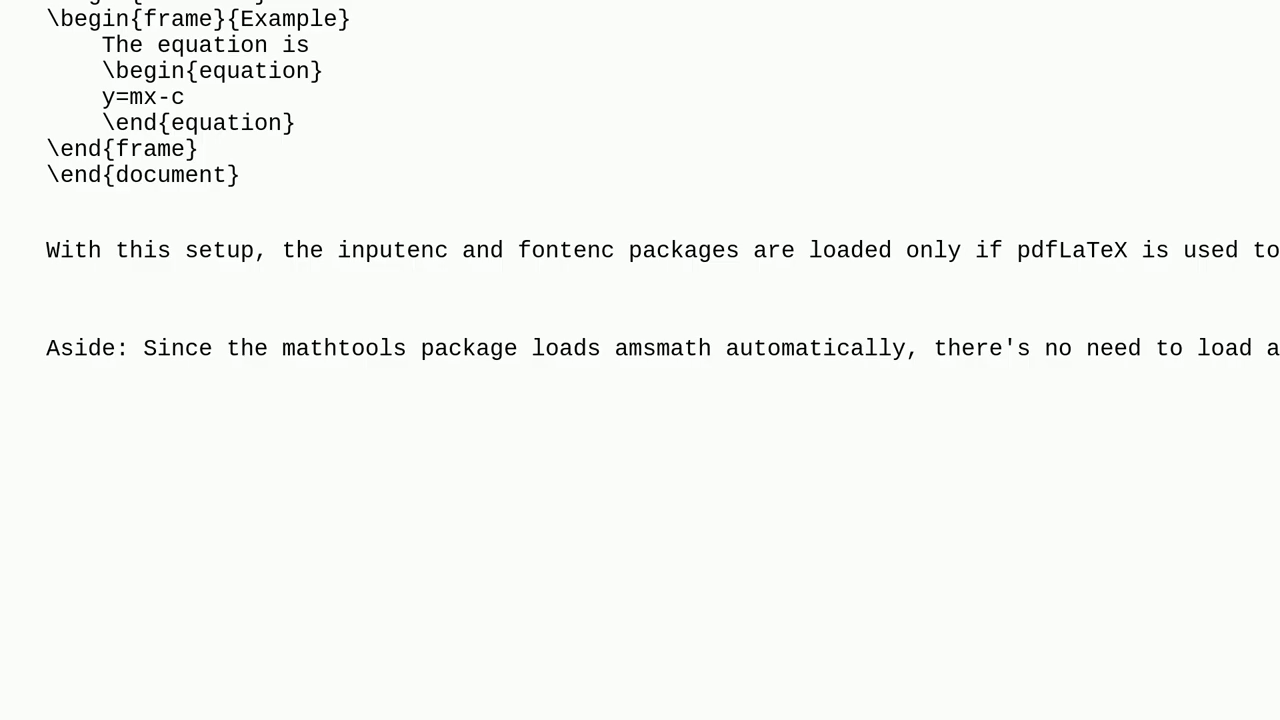 \begin{frame}{Example}
    The equation is
    \begin{equation}
    y=mx-c
    \end{equation}
\end{frame}
\end{document}
With this setup, the inputenc and fontenc packages are loaded only if pdfLaTeX is used to
Aside: Since the mathtools package loads amsmath automatically, there's no need to load a